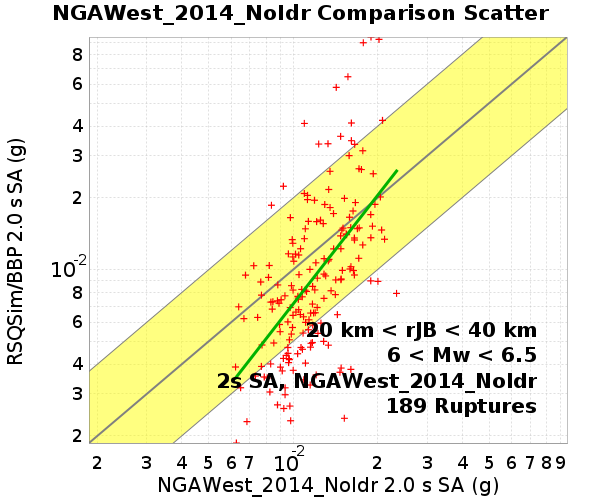 NGAWest_2014_NoIdr Comparison Scatter
RSQSim/BBP 2.0 s SA (g)
8
6
4
3
2
10-2
8
6
4
3
2
20 km < rJB < 40 km
6 < Mw < 6.5
2s SA, NGAWest_2014_NoIdr
189 Ruptures
2 3 4 5 6 7 10-2 2 3 4 5 6 7 8 9
NGAWest_2014_NoIdr 2.0 s SA (g)